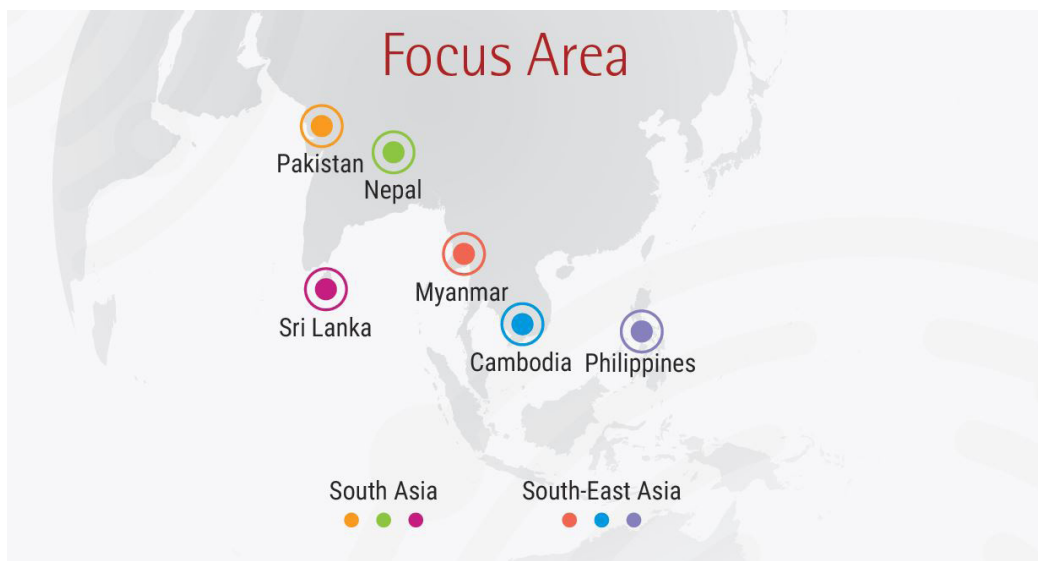 Focus Area
Pakistan
Nepal
Myanmar
Sri Lanka
Cambodia
Philippines
South Asia
South-East Asia